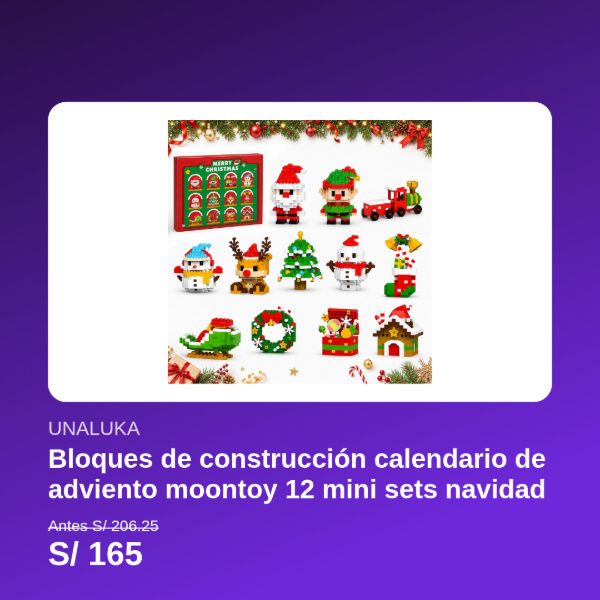 MERRY
CHRISTMAS
UNALUKA
Bloques de construcción calendario de
adviento moontoy 12 mini sets navidad
Antes S/ 206.25
S/ 165